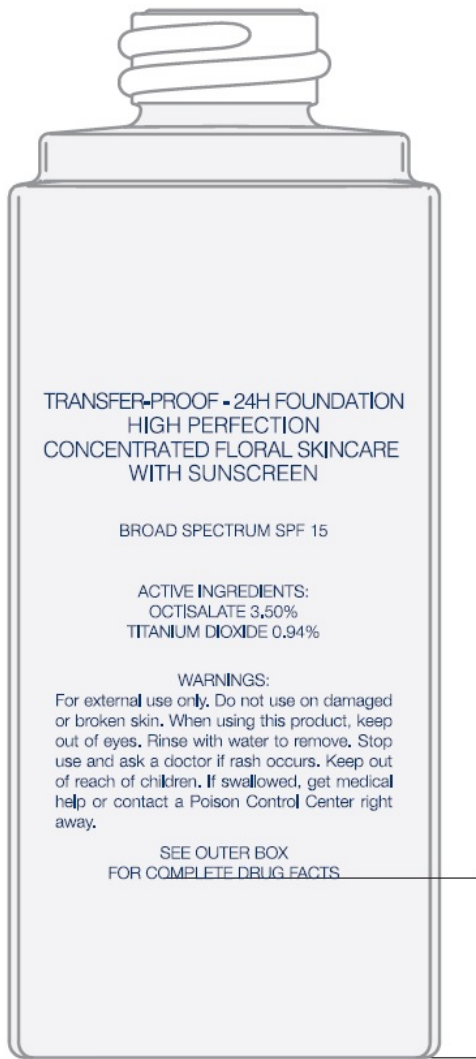 TRANSFER-PROOF - 24H FOUNDATION
HIGH PERFECTION
CONCENTRATED FLORAL SKINCARE
WITH SUNSCREEN
BROAD SPECTRUM SPF 15
ACTIVE INGREDIENTS:
OCTISALATE 3.50%
TITANIUM DIOXIDE 0.94%
WARNINGS:
For external use only. Do not use on damaged
or broken skin. When using this product, keep
out of eyes. Rinse with water to remove. Stop
use and ask a doctor if rash occurs. Keep out
of reach of children. If swallowed, get medical
help or contact a Poison Control Center right
away.
SEE OUTER BOX
FOR COMPLETE DRUG FACTS